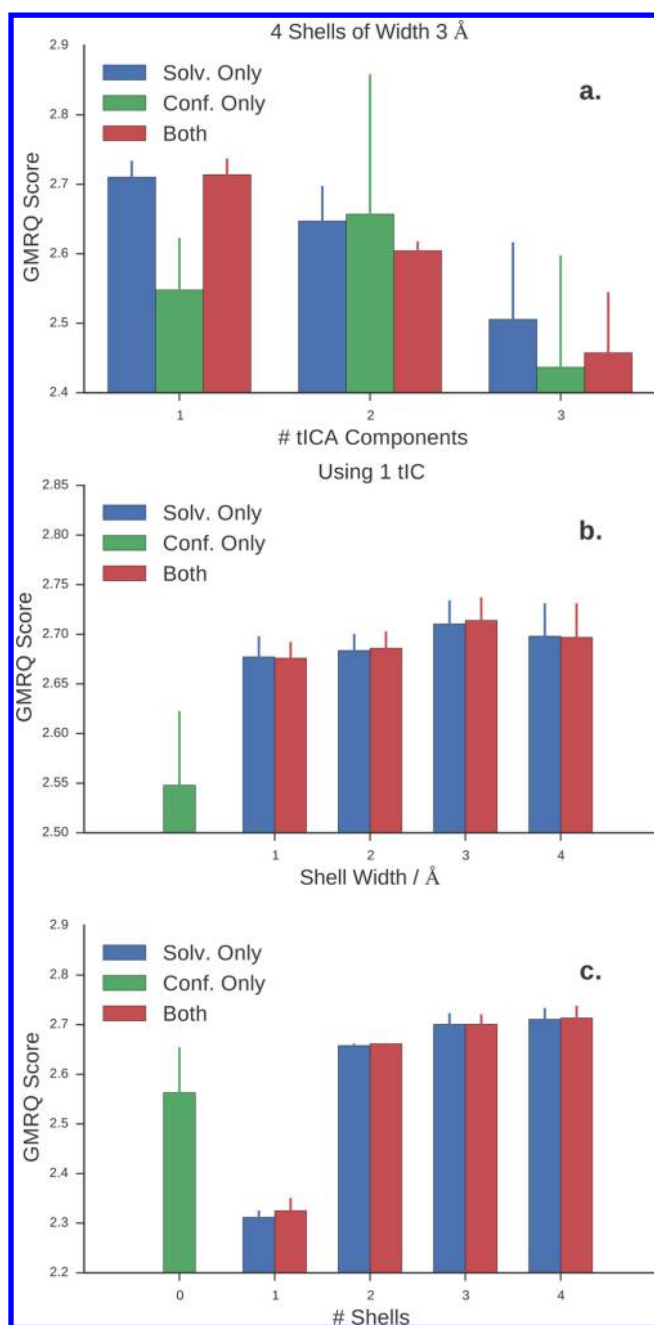 4 Shells of Width 3 Å
2.9
2.8
2.7
2.6
2.5
2.4
GMRQ Score
Solv. Only
Conf. Only
Both
a.
1
2
3
# tICA Components
Using 1 tIC
2.85
2.80
2.75
2.70
2.65
2.60
2.55
2.50
GMRQ Score
Solv. Only
Conf. Only
Both
b.
1
2
3
4
Shell Width / Å
2.9
2.8
2.7
2.6
2.5
2.4
2.3
2.2
GMRQ Score
Solv. Only
Conf. Only
Both
c.
0
1
2
3
4
# Shells